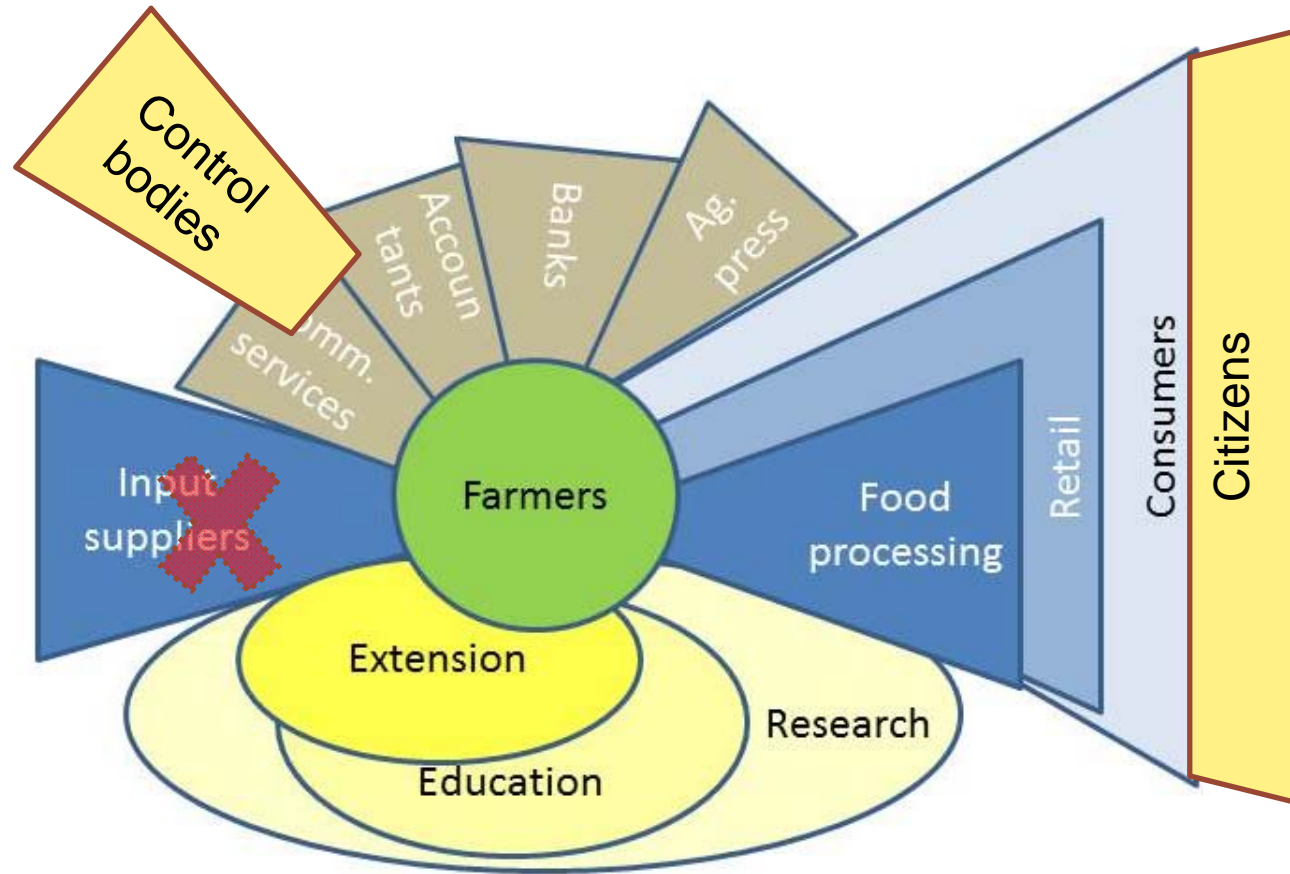 Control
bodies
Accoun
tants
Banks
Ag.
press
omm.
services
Input
suppliers
Farmers
Food
processing
Retail
Consumers
Citizens
Extension
Research
Education